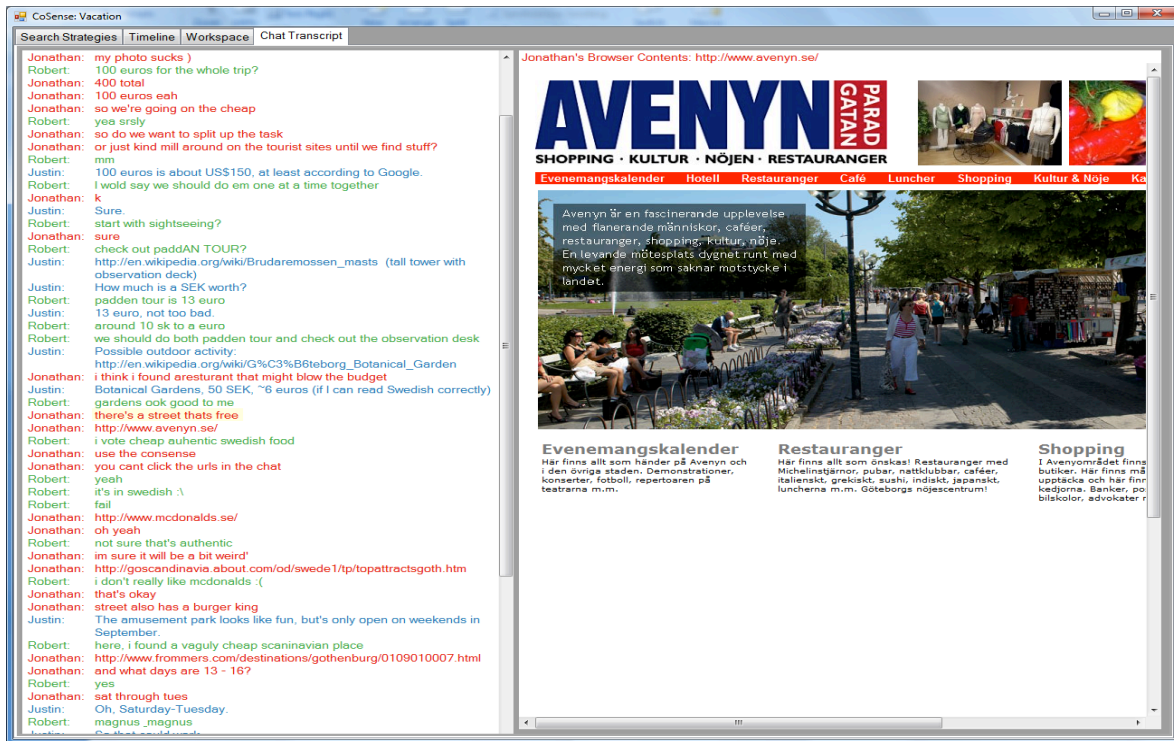 CoSense: Vacation
Search Strategies Timeline Workspace Chat Transcript
Jonathan: my photo sucks )
Robert: 100 euros for the whole trip?
Jonathan: 400 total
Jonathan: 100 euros eah
Jonathan: so we're going on the cheap
Robert: yea srsly
Jonathan: so do we want to split up the task
Jonathan: or just kind mill around on the tourist sites until we find stuff?
Robert: mm
Justin: 100 euros is about US$150, at least according to Google.
Robert: I wold say we should do em one at a time together
Jonathan: k
Justin: Sure.
Robert: start with sightseeing?
Jonathan: sure
Robert: check out paddAN TOUR?
Justin: http://en.wikipedia.org/wiki/Brudaremossen_masts (tall tower with
observation deck)
Justin: How much is a SEK worth?
Robert: padden tour is 13 euro
Justin: 13 euro, not too bad.
Robert: around 10 sk to a euro
Robert: we should do both padden tour and check out the observation desk
Justin: Possible outdoor activity:
http://en.wikipedia.org/wiki/G%C3%B6teborg_Botanical_Garden
Jonathan: i think i found aresturant that might blow the budget
Justin: Botanical Gardens, 50 SEK, ~6 euros (if I can read Swedish correctly)
Robert: gardens ook good to me
Jonathan: there's a street thats free
Jonathan: http://www.avenyn.se/
Robert: i vote cheap auhentic swedish food
Jonathan: use the consense
Jonathan: you cant click the urls in the chat
Robert: yeah
Robert: it's in swedish :\
Robert: fail
Jonathan: http://www.mcdonalds.se/
Jonathan: oh yeah
Robert: not sure that's authentic
Jonathan: im sure it will be a bit weird'
Jonathan: http://goscandinavia.about.com/od/swede1/tp/topattractsgoth.htm
Robert: i don't really like mcdonalds :(
Jonathan: that's okay
Jonathan: street also has a burger king
Justin: The amusement park looks like fun, but's only open on weekends in
September.
Robert: here, i found a vaguly cheap scaninavian place
Jonathan: http://www.frommers.com/destinations/gothenburg/0109010007.html
Jonathan: and what days are 13 - 16?
Robert: yes
Jonathan: sat through tues
Justin: Oh, Saturday-Tuesday.
Robert: magnus _magnus
Jonathan's Browser Contents: http://www.avenyn.se/
AVENYN
PARAD
GATAN
SHOPPING · KULTUR · NÖJEN · RESTAURANGER
Evenemangskalender Hotell Restauranger Café Luncher Shopping Kultur & Nöje Ka
Avenyn är en fascinerande upplevelse
med flanerande människor, caféer,
restauranger, shopping, kultur, nöje.
En levande mötesplats dygnet runt med
mycket energi som saknar motstycke i
landet.
Evenemangskalender
Här finns allt som händer på Avenyn och
i den övriga staden. Demonstrationer,
konserter, fotboll, repertoaren på
teatrarna m.m.
Restauranger
Här finns allt som önskas! Restauranger med
Michelinstjärnor, pubar, nattklubbar, caféer,
italienskt, grekiskt, sushi, indiskt, japanskt,
luncherna m.m. Göteborgs nöjescentrum!
Shopping
I Avenyområdet finns
butiker. Här finns må
upptäcka och här finr
kedjorna. Banker, po
bilskolor, advokater r